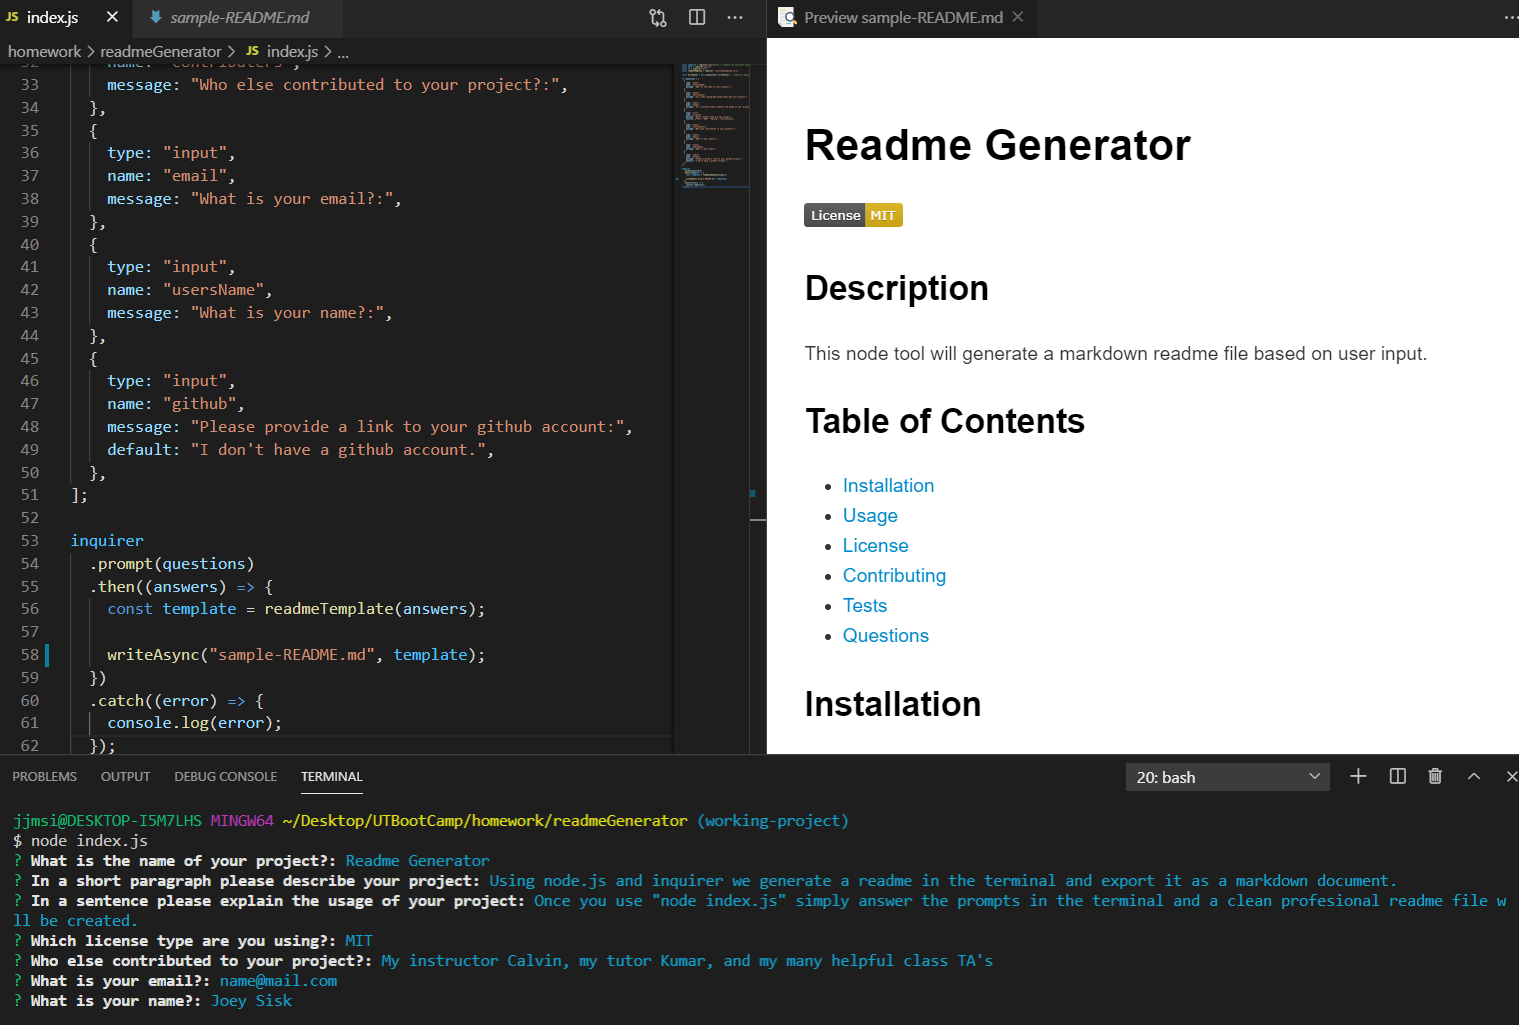 JS index.js
sample-README.md
homework > readmeGenerator > JS index.js > ...
32 name: "contributers",
33 message: "Who else contributed to your project?:",
34 },
35 {
36 type: "input",
37 name: "email",
38 message: "What is your email?:",
39 },
40 {
41 type: "input",
42 name: "usersName",
43 message: "What is your name?:",
44 },
45 {
46 type: "input",
47 name: "github",
48 message: "Please provide a link to your github account:",
49 default: "I don't have a github account.",
50 },
51 ];
52
53 inquirer
54 .prompt(questions)
55 .then((answers) => {
56 const template = readmeTemplate(answers);
57
58 writeAsync("sample-README.md", template);
59 })
60 .catch((error) => {
61 console.log(error);
62 });
Preview sample-README.md
Readme Generator
License MIT
Description
This node tool will generate a markdown readme file based on user input.
Table of Contents
• Installation
• Usage
• License
• Contributing
• Tests
• Questions
Installation
PROBLEMS OUTPUT DEBUG CONSOLE TERMINAL
20: bash
jjmsi@DESKTOP-I5M7LHS MINGW64 ~/Desktop/UTBootCamp/homework/readmeGenerator (working-project)
$ node index.js
? What is the name of your project?: Readme Generator
? In a short paragraph please describe your project: Using node.js and inquirer we generate a readme in the terminal and export it as a markdown document.
? In a sentence please explain the usage of your project: Once you use "node index.js" simply answer the prompts in the terminal and a clean profesional readme file w
ll be created.
? Which license type are you using?: MIT
? Who else contributed to your project?: My instructor Calvin, my tutor Kumar, and my many helpful class TA's
? What is your email?: name@mail.com
? What is your name?: Joey Sisk